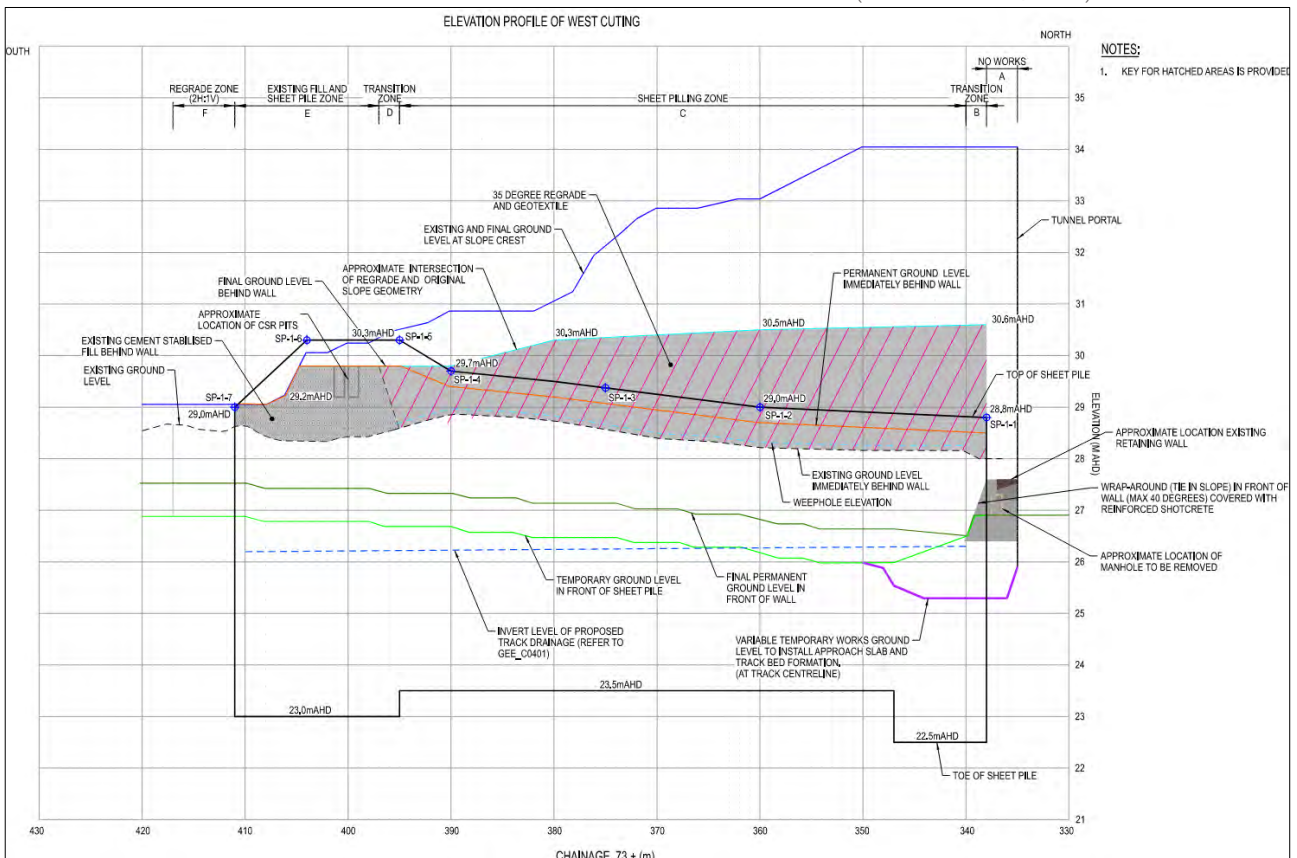 ELEVATION PROFILE OF WEST CUTING
OUTH
NORTH
NOTES:
1. KEY FOR HATCHED AREAS IS PROVIDED
NO WORKS
A
REGRADE ZONE
(2H:1V)
F
EXISTING FILL AND
SHEET PILE ZONE
E
TRANSITION
ZONE
D
SHEET PILLING ZONE
C
TRANSITION
ZONE
B
35
34
33
32
31
30
29
28
27
26
25
24
23
22
21
ELEVATION (M AHD)
35 DEGREE REGRADE
AND GEOTEXTILE
EXISTING AND FINAL GROUND
LEVEL AT SLOPE CREST
TUNNEL PORTAL
APPROXIMATE INTERSECTION
OF REGRADE AND ORIGINAL
SLOPE GEOMETRY
PERMANENT GROUND LEVEL
IMMEDIATELY BEHIND WALL
FINAL GROUND LEVEL
BEHIND WALL
APPROXIMATE
LOCATION OF CSR PITS
EXISTING CEMENT STABILISED
FILL BEHIND WALL
EXISTING GROUND
LEVEL
SP-1-7
29.0mAHD
SP-1-6
30.3mAHD
SP-1-5
29.2mAHD
29.7mAHD
SP-1-4
30.3mAHD
SP-1-3
30.5mAHD
29.0mAHD
SP-1-2
30.6mAHD
28.8mAHD
SP-1-1
TOP OF SHEET PILE
APPROXIMATE LOCATION EXISTING
RETAINING WALL
EXISTING GROUND LEVEL
IMMEDIATELY BEHIND WALL
WEEPHOLE ELEVATION
WRAP-AROUND (TIE IN SLOPE) IN FRONT OF
WALL (MAX 40 DEGREES) COVERED WITH
REINFORCED SHOTCRETE
APPROXIMATE LOCATION OF
MANHOLE TO BE REMOVED
TEMPORARY GROUND LEVEL
IN FRONT OF SHEET PILE
FINAL PERMANENT
GROUND LEVEL IN
FRONT OF WALL
INVERT LEVEL OF PROPOSED
TRACK DRAINAGE (REFER TO
GEE_C0401)
VARIABLE TEMPORARY WORKS GROUND
LEVEL TO INSTALL APPROACH SLAB AND
TRACK BED FORMATION.
(AT TRACK CENTRELINE)
23.0mAHD
23.5mAHD
22.5mAHD
TOE OF SHEET PILE
430
420
410
400
390
380
370
360
350
340
330
CHAINAGE 73 + (m)